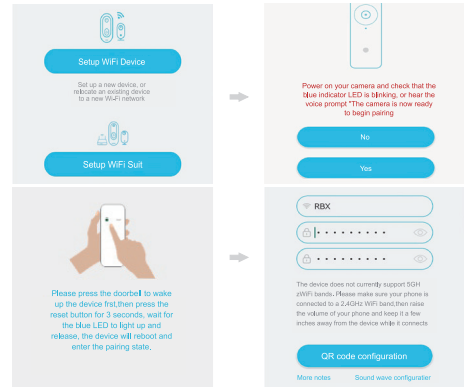 Setup WiFi Device
Set up a new device, or
relocate an existing device
to a new Wi-Fi network
Setup WiFi Suit
Power on your camera and check that the
blue indicator LED is blinking, or hear the
voice prompt "The camera is now ready
to begin pairing
No
Yes
Please press the doorbell to wake
up the device frst,then press the
reset button for 3 seconds, wait for
the blue LED to light up and
release, the device will reboot and
enter the pairing state.
RBX
The device does not currently support 5GH
zWiFi bands. Please make sure your phone is
connected to a 2.4GHz WiFi band;then raise
the volume of your phone and keep it a few
inches away from the device while it connects
QR code configuration
More notes
Sound wave configuratier